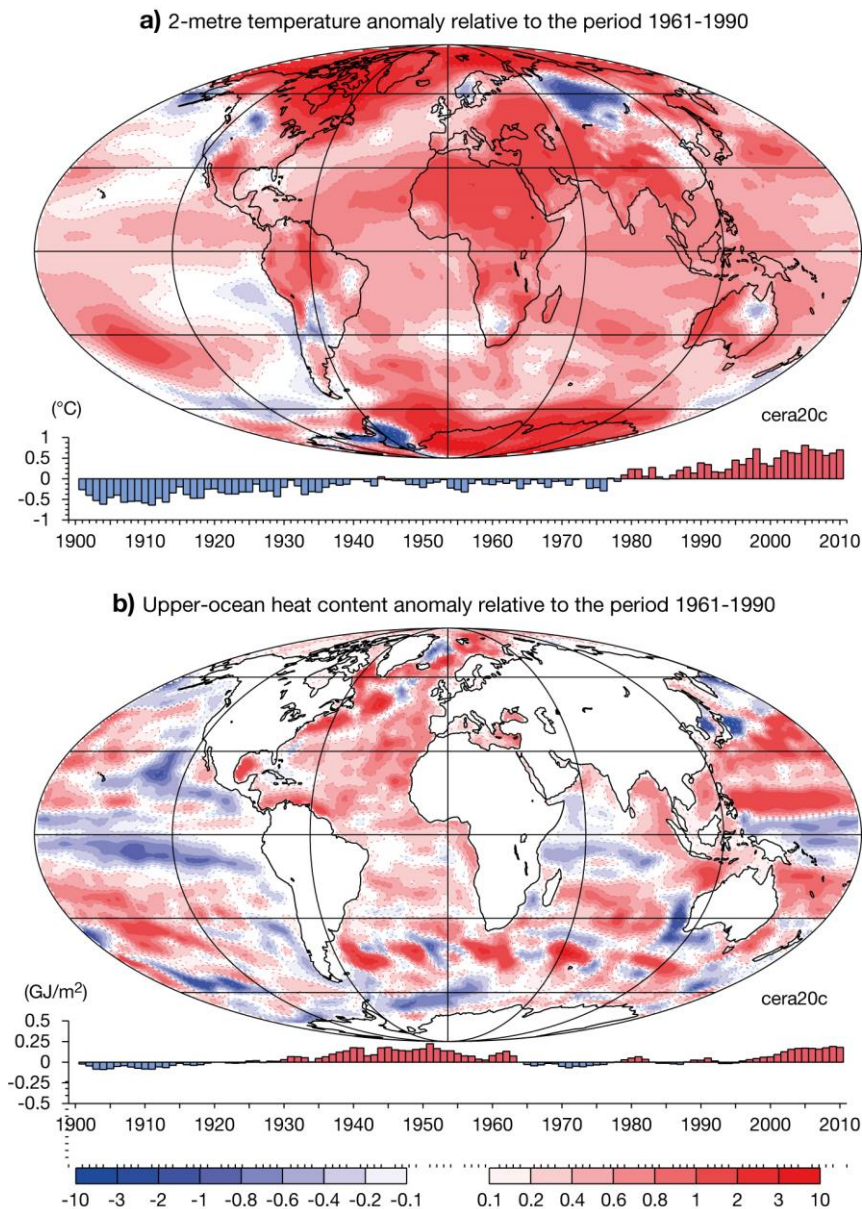 a) 2-metre temperature anomaly relative to the period 1961-1990
(°C)
cera20c
1
0.5
0
-0.5
-1
1900 1910 1920 1930 1940 1950 1960 1970 1980 1990 2000 2010
b) Upper-ocean heat content anomaly relative to the period 1961-1990
(GJ/m²)
cera20c
0.5
0.25
0
-0.25
-0.5
1900 1910 1920 1930 1940 1950 1960 1970 1980 1990 2000 2010
-10 -3 -2 -1 -0.8 -0.6 -0.4 -0.2 -0.1 0.1 0.2 0.4 0.6 0.8 1 2 3 10